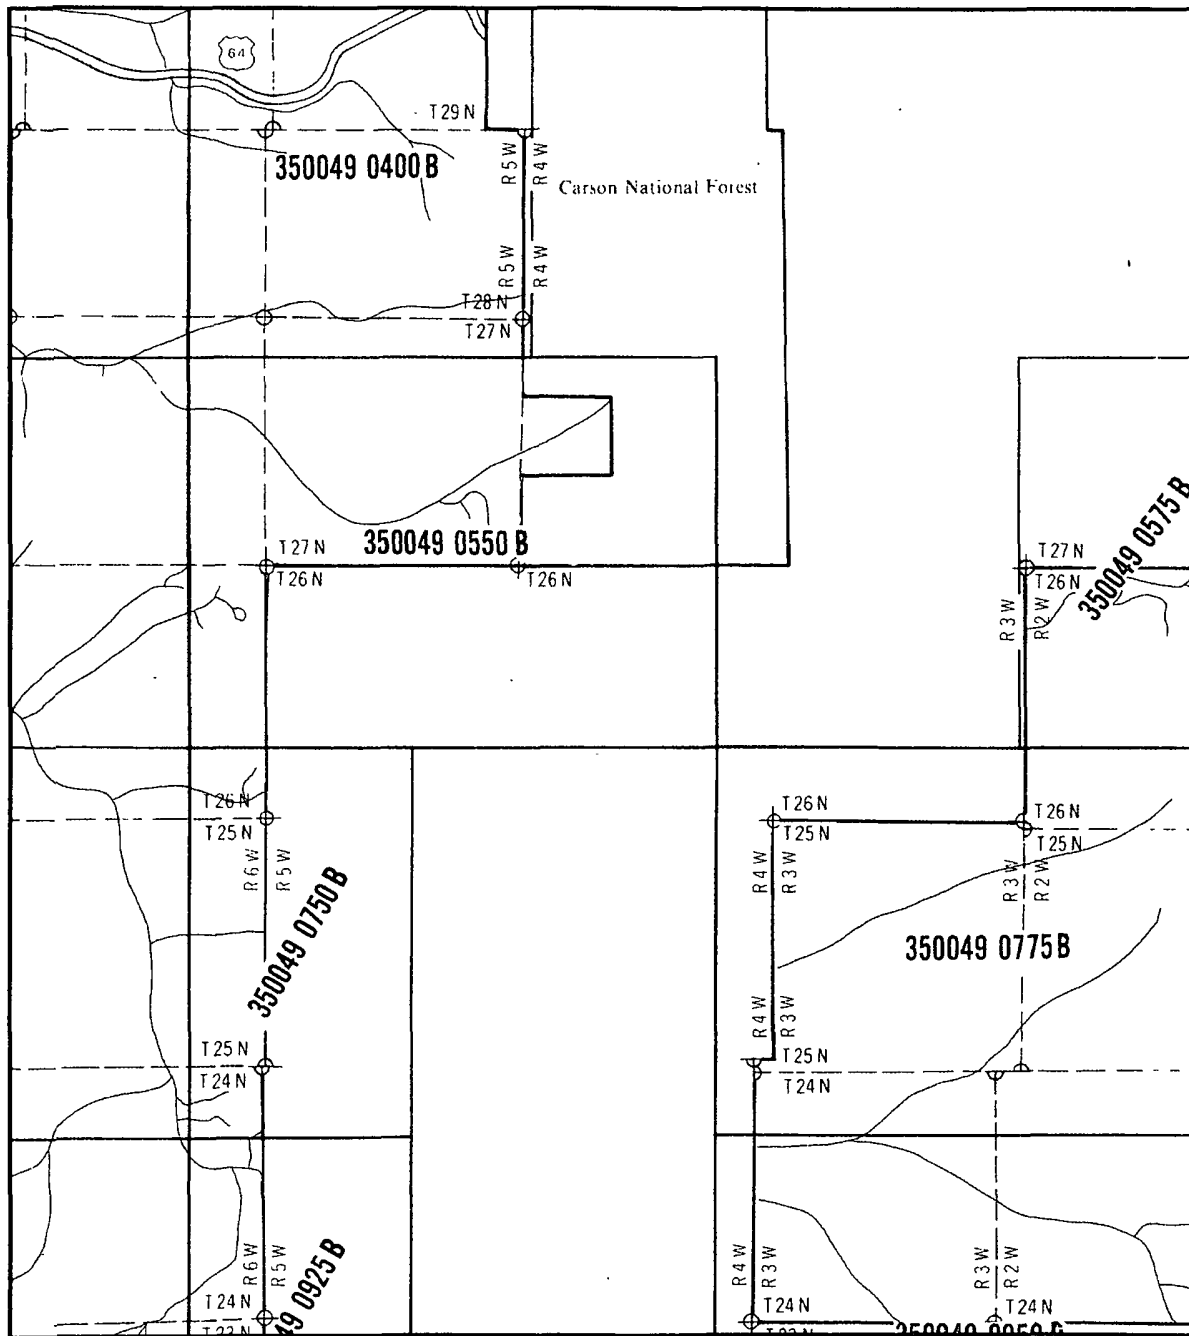 64
T29N
350049 0400 B
R5W
R4W
Carson National Forest
R5W
R4W
T28N
T27N
350049 0575 B
350049 0550 B
T27N
T26N
T26N
T27N
T26N
R3W
R2W
T26N
T25N
T26N
T25N
T26N
T25N
R6W
R5W
R4W
R3W
R3W
R2W
350049 0750 B
350049 0775 B
R4W
R3W
T25N
T24N
T25N
T24N
R6W
R5W
R4W
R3W
R3W
R2W
49 0925 B
T24N
T24N
T24N